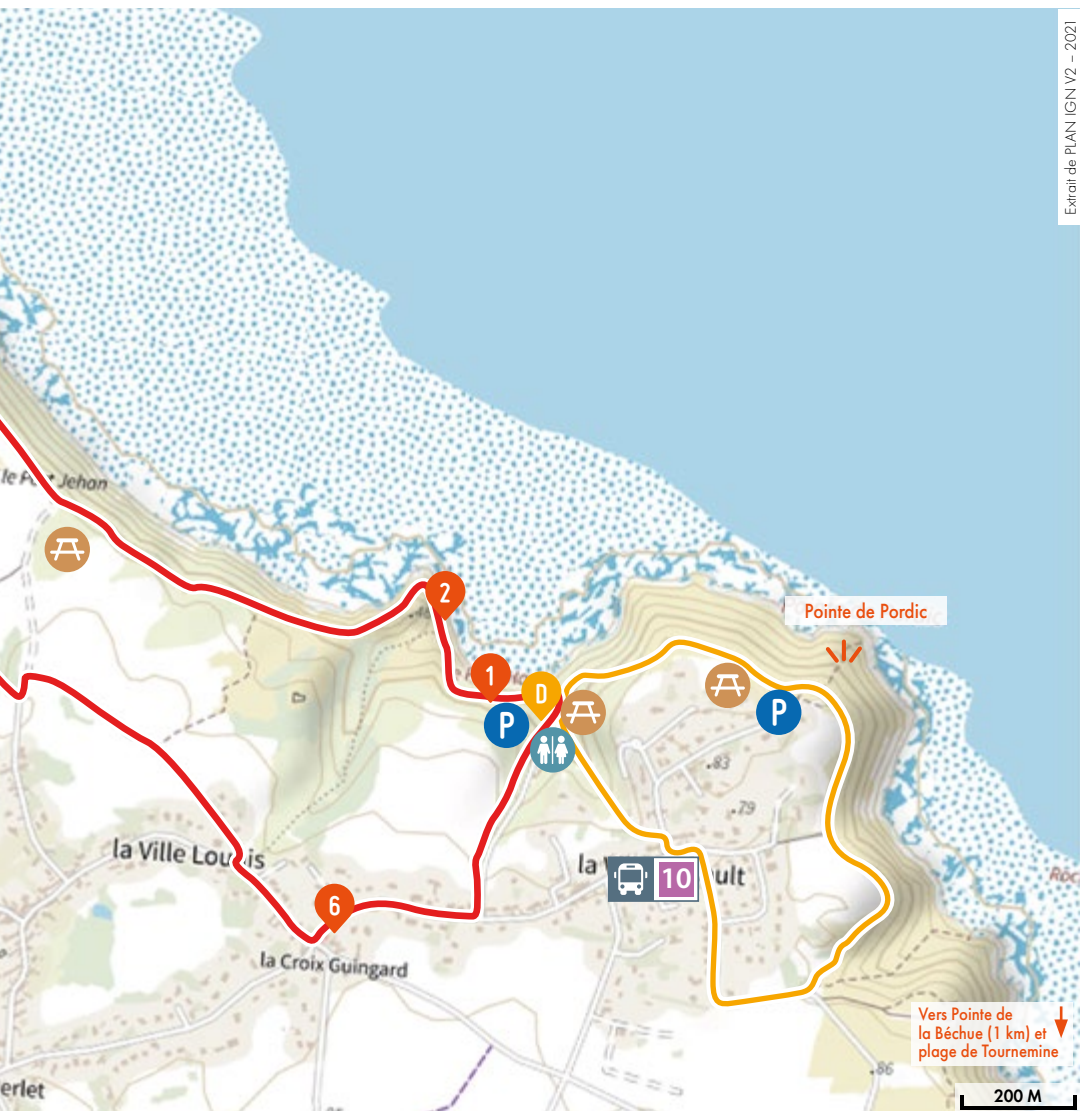 Extrait de PLAN IGN V2 – 2021
le P t Jehan
2
Pointe de Pordic
1
D
P
P
83
79
la Ville Lou is
la V ult
10
6
la Croix Guingard
Roc
Vers Pointe de
la Béchue (1 km) et
plage de Tournemine
86
erlet
200 M